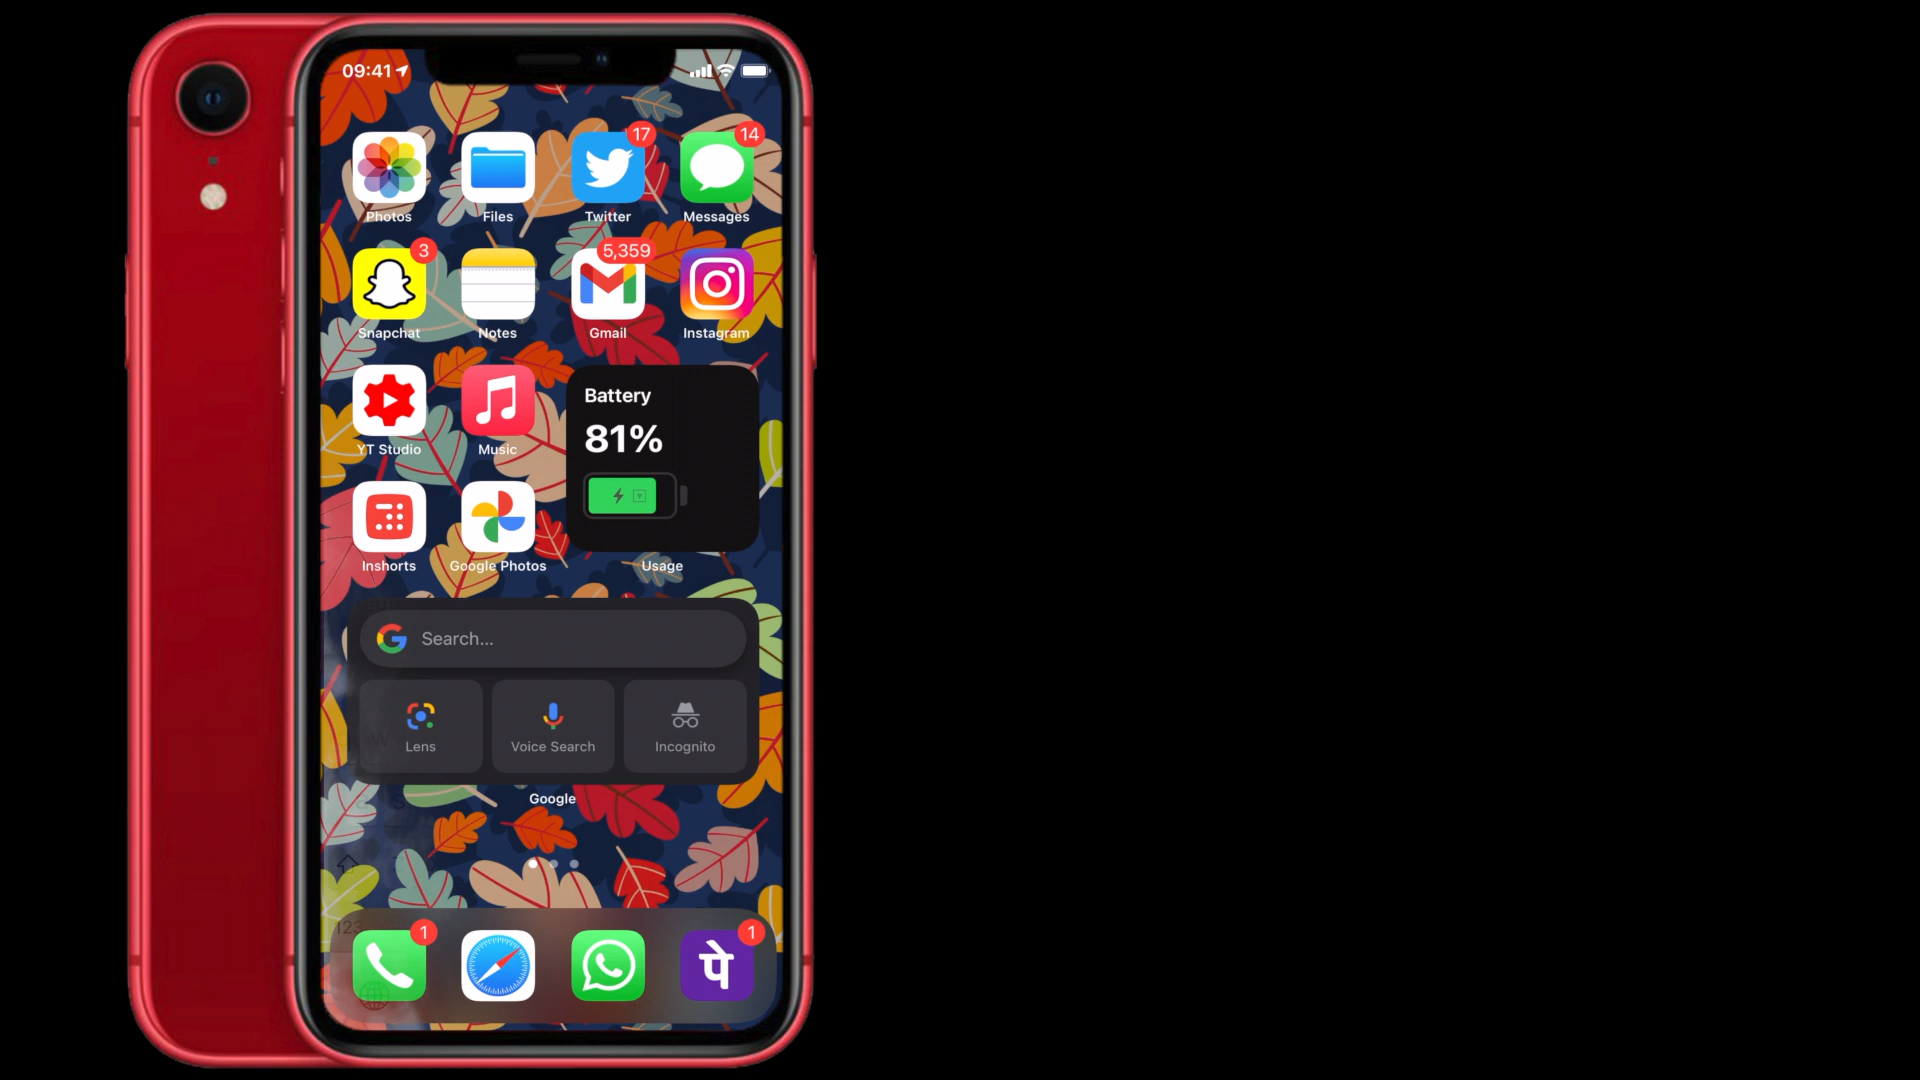 09:41
17
14
Photos
Files
Twitter
Messages
3
5,359
Snapchat
Notes
Gmail
Instagram
Battery
81%
YT Studio
Music
Inshorts
Google Photos
Usage
Search...
Lens
Voice Search
Incognito
Google
123
1
1
पे